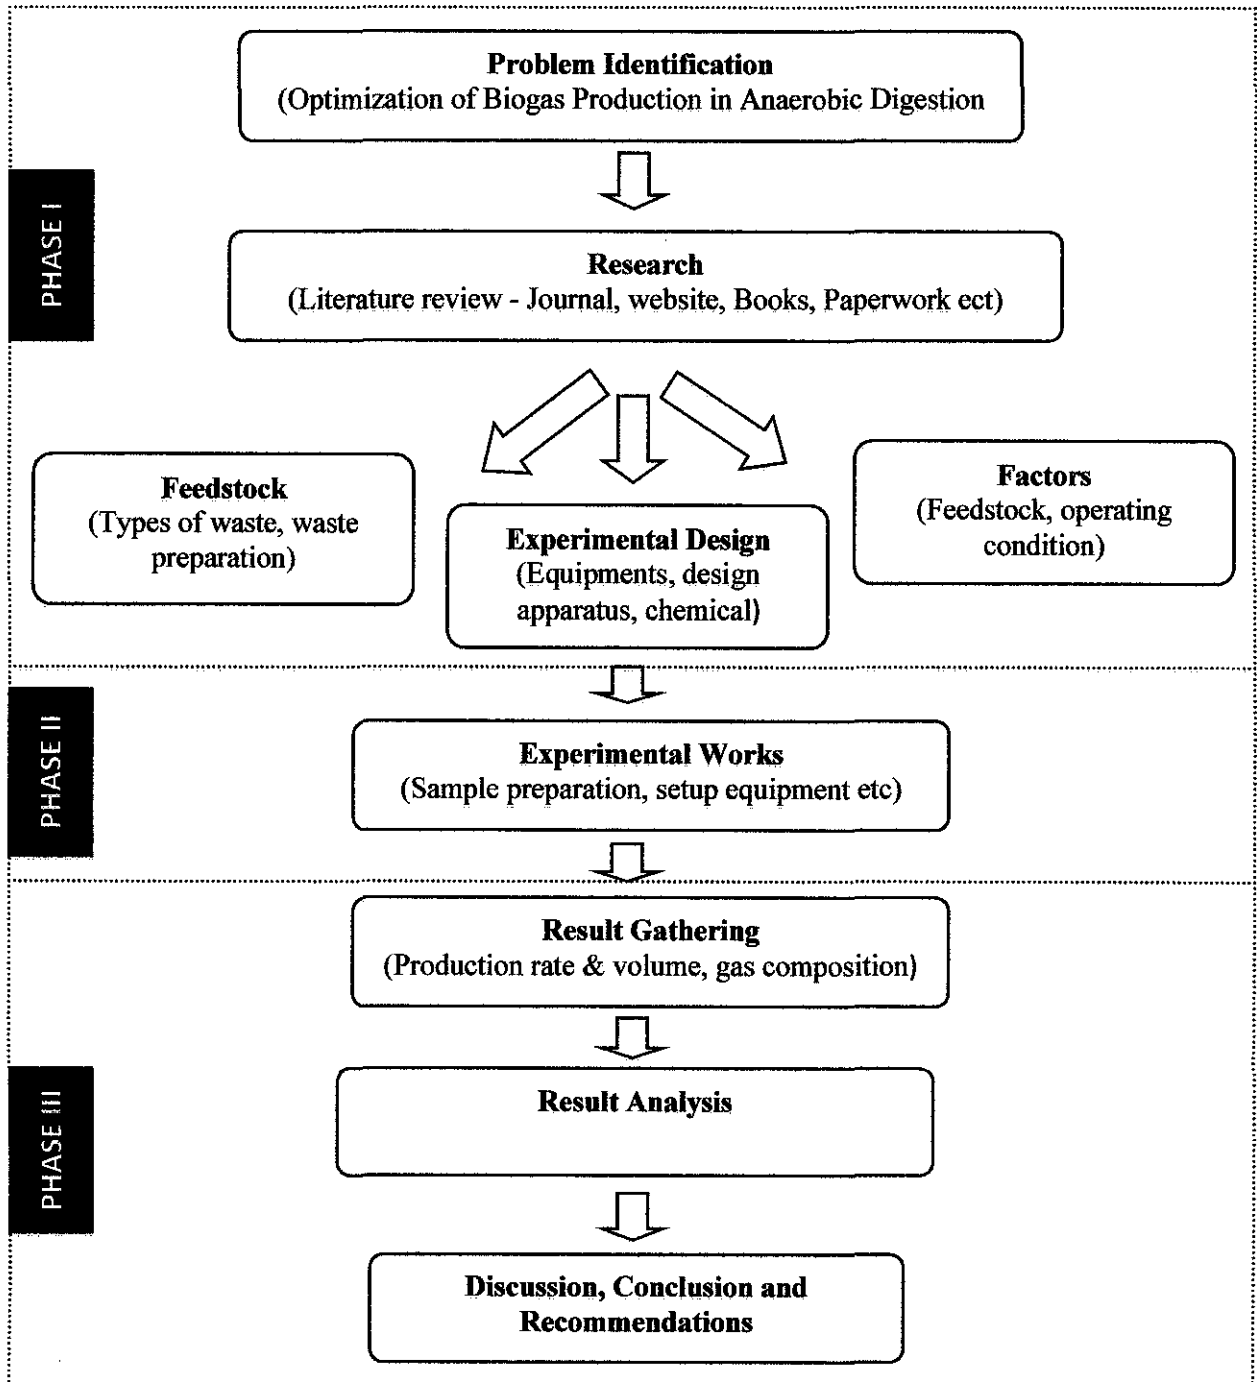 Problem Identification
(Optimization of Biogas Production in Anaerobic Digestion
PHASE I
Research
(Literature review - Journal, website, Books, Paperwork ect)
Feedstock
(Types of waste, waste
preparation)
Experimental Design
(Equipments, design
apparatus, chemical)
Factors
(Feedstock, operating
condition)
PHASE II
Experimental Works
(Sample preparation, setup equipment etc)
Result Gathering
(Production rate & volume, gas composition)
PHASE III
Result Analysis
Discussion, Conclusion and
Recommendations